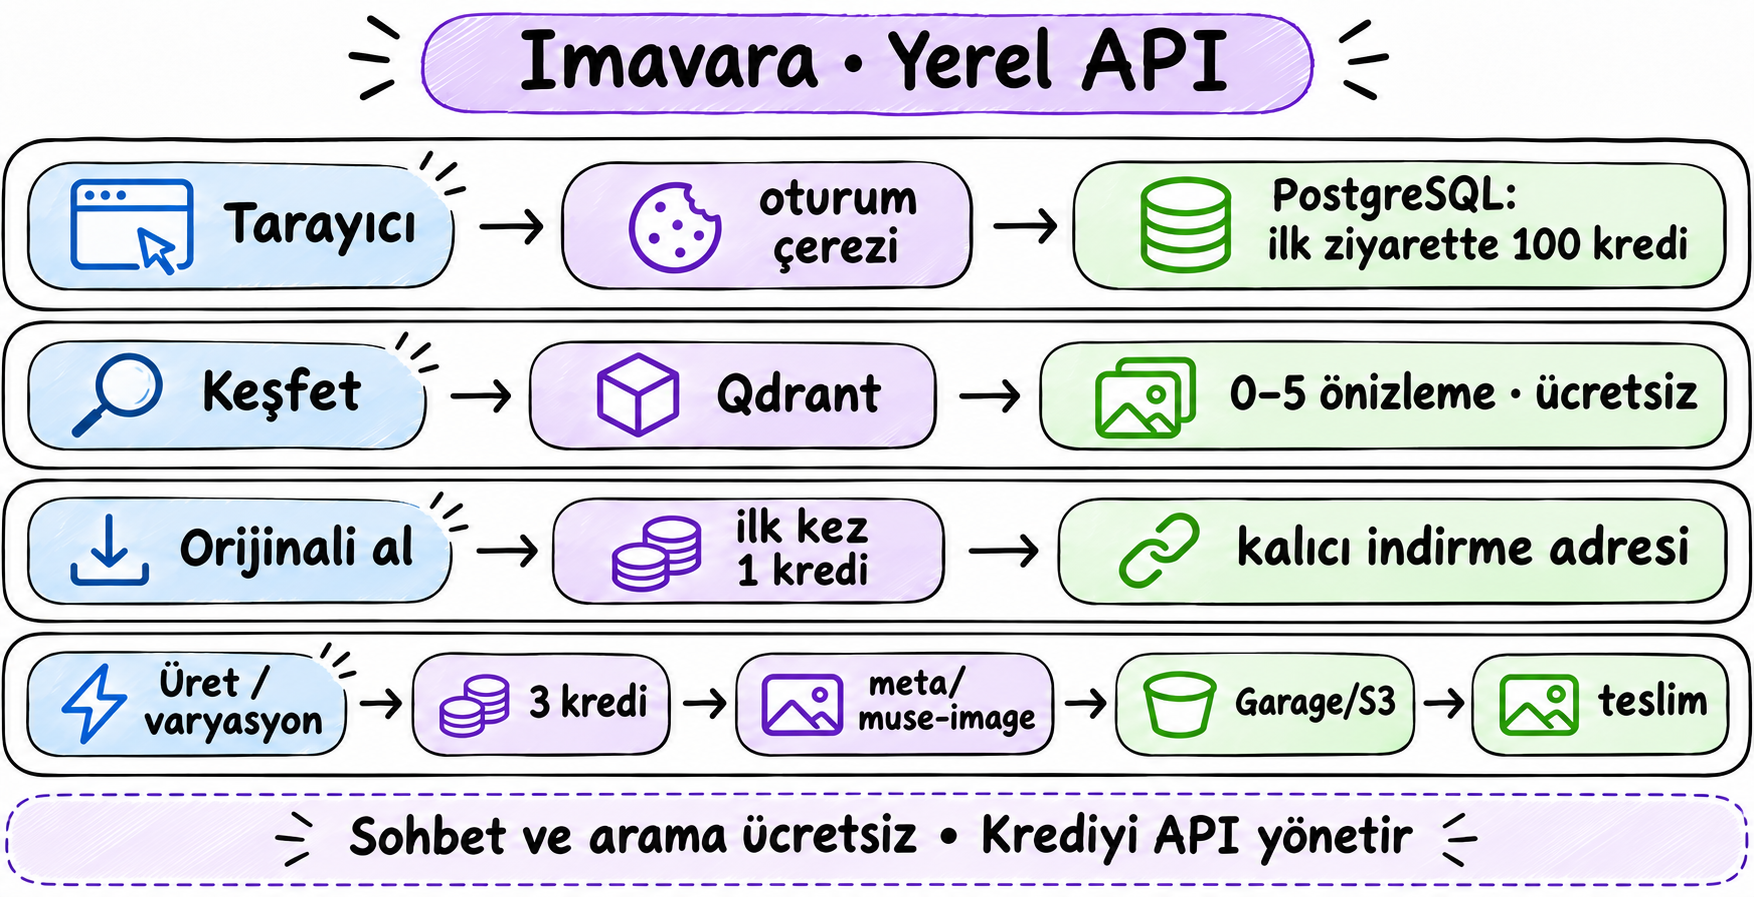 Imavara • Yerel API
Tarayıcı
oturum
çerezi
PostgreSQL:
ilk ziyarette 100 kredi
Keşfet
Qdrant
0–5 önizleme • ücretsiz
Orijinali al
ilk kez
1 kredi
kalıcı indirme adresi
Üret /
varyasyon
3 kredi
meta/
muse-image
Garage/S3
teslim
Sohbet ve arama ücretsiz • Krediyi API yönetir